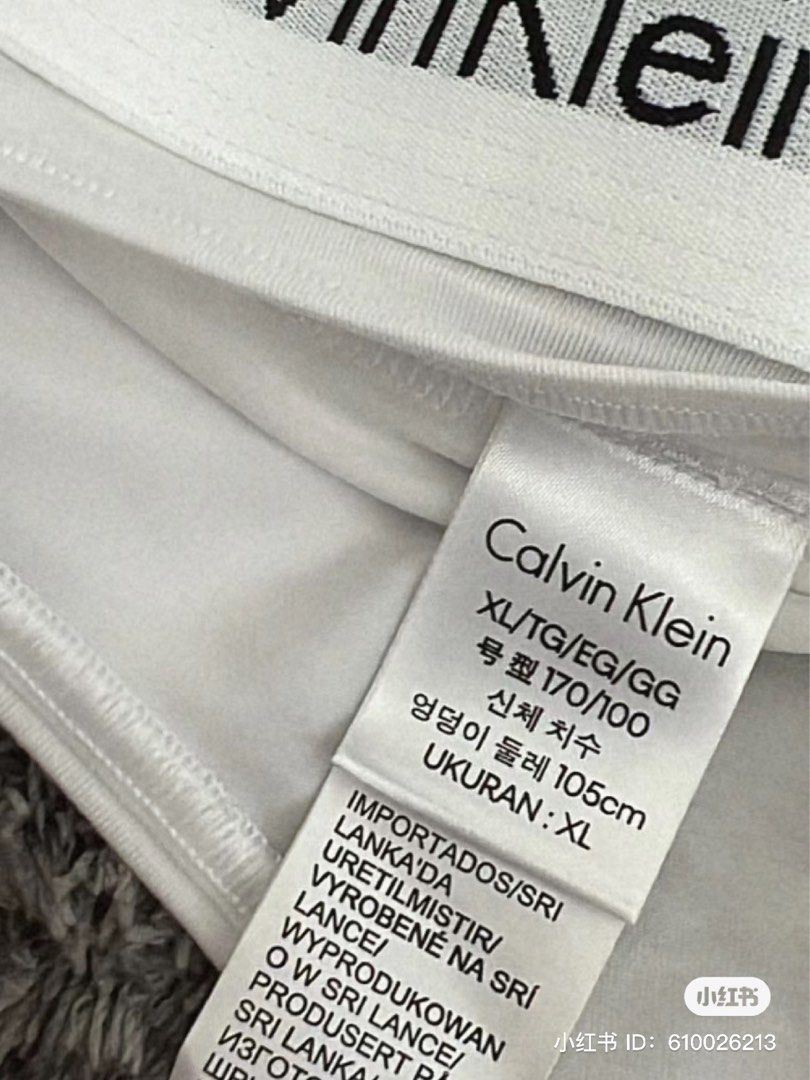 Calvin Klein
XL/TG/EG/GG
号型 170/100
신체 치수
엉덩이 둘레 105cm
UKURAN : XL
IMPORTADOS/SRI
LANKA'DA
URETILMISTIR/
VYROBENÉ NA SRÍ
LANCE/
WYPRODUKOWAN
O W SRI LANCE/
PRODUSERT PÅ
SRI LANKA/
小红书
小红书 ID: 610026213